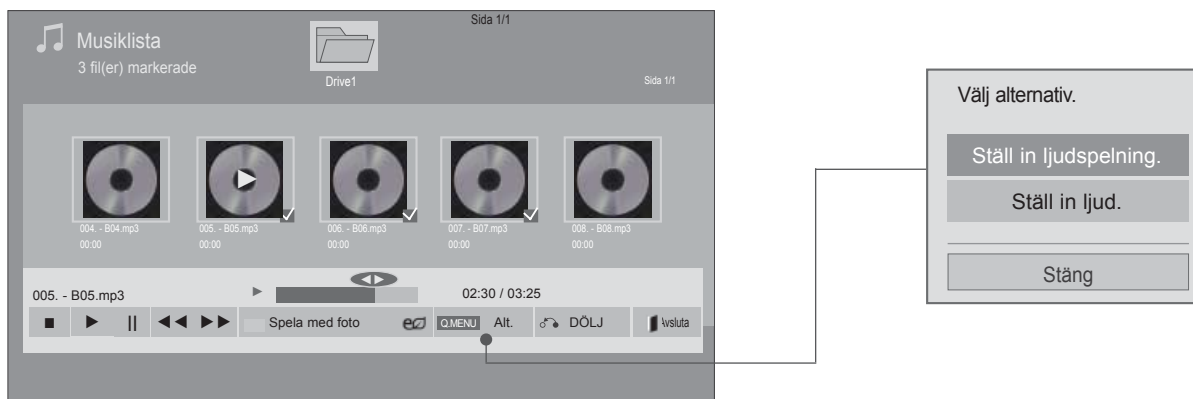 Sida 1/1
Musiklista
3 fil(er) markerade
Drive1
Sida 1/1
004. - B04.mp3
00:00
005. - B05.mp3
00:00
006. - B06.mp3
00:00
007. - B07.mp3
00:00
008. - B08.mp3
00:00
005. - B05.mp3
02:30 / 03:25
Spela med foto
Q.MENU Alt.
DÖLJ
Avsluta
Välj alternativ.
Ställ in ljudspelning.
Ställ in ljud.
Stäng